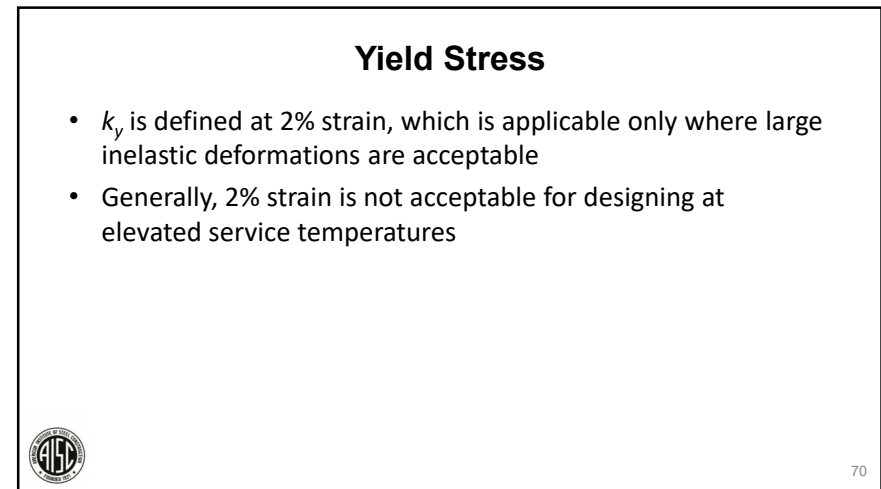 Yield Stress
• ky is defined at 2% strain, which is applicable only where large
inelastic deformations are acceptable
• Generally, 2% strain is not acceptable for designing at
elevated service temperatures
AISC
70